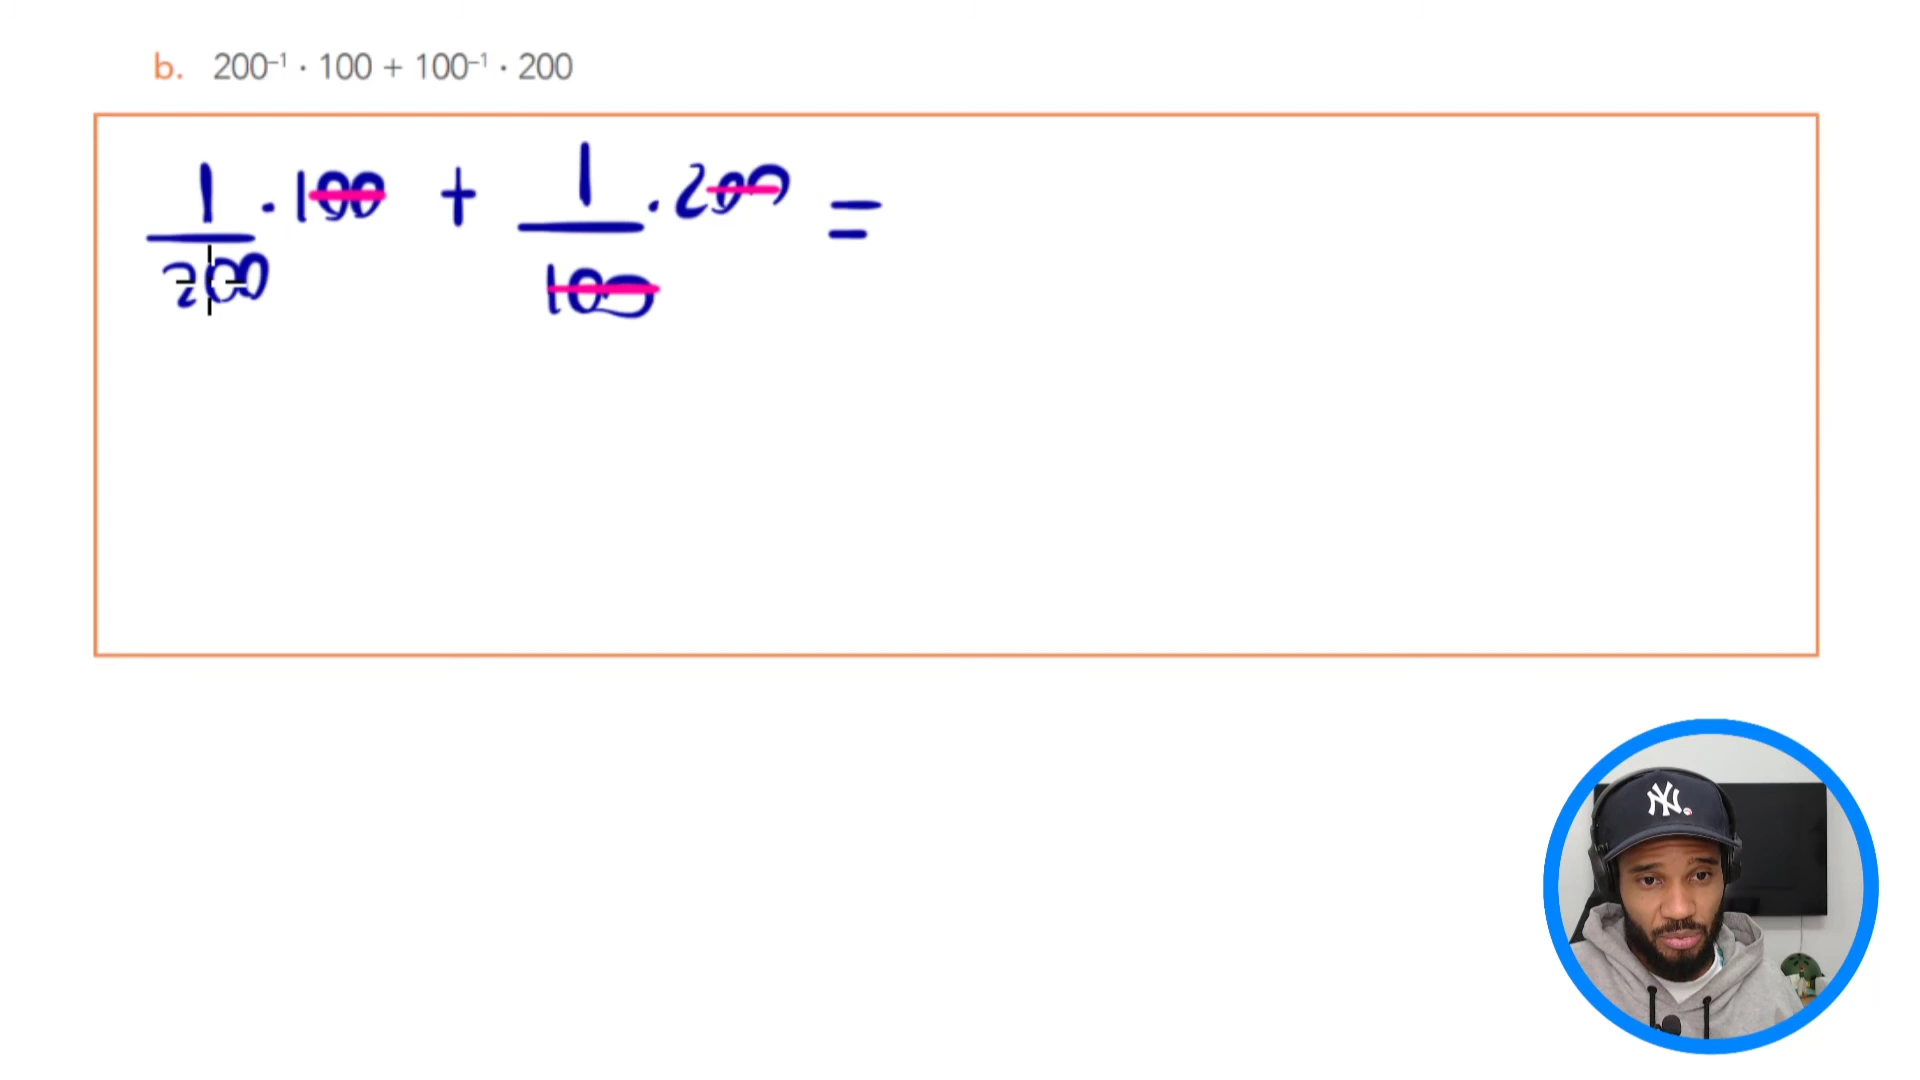 b. 200⁻¹ · 100 + 100⁻¹ · 200
1/200 · 100 + 1/100 · 200 =
NY